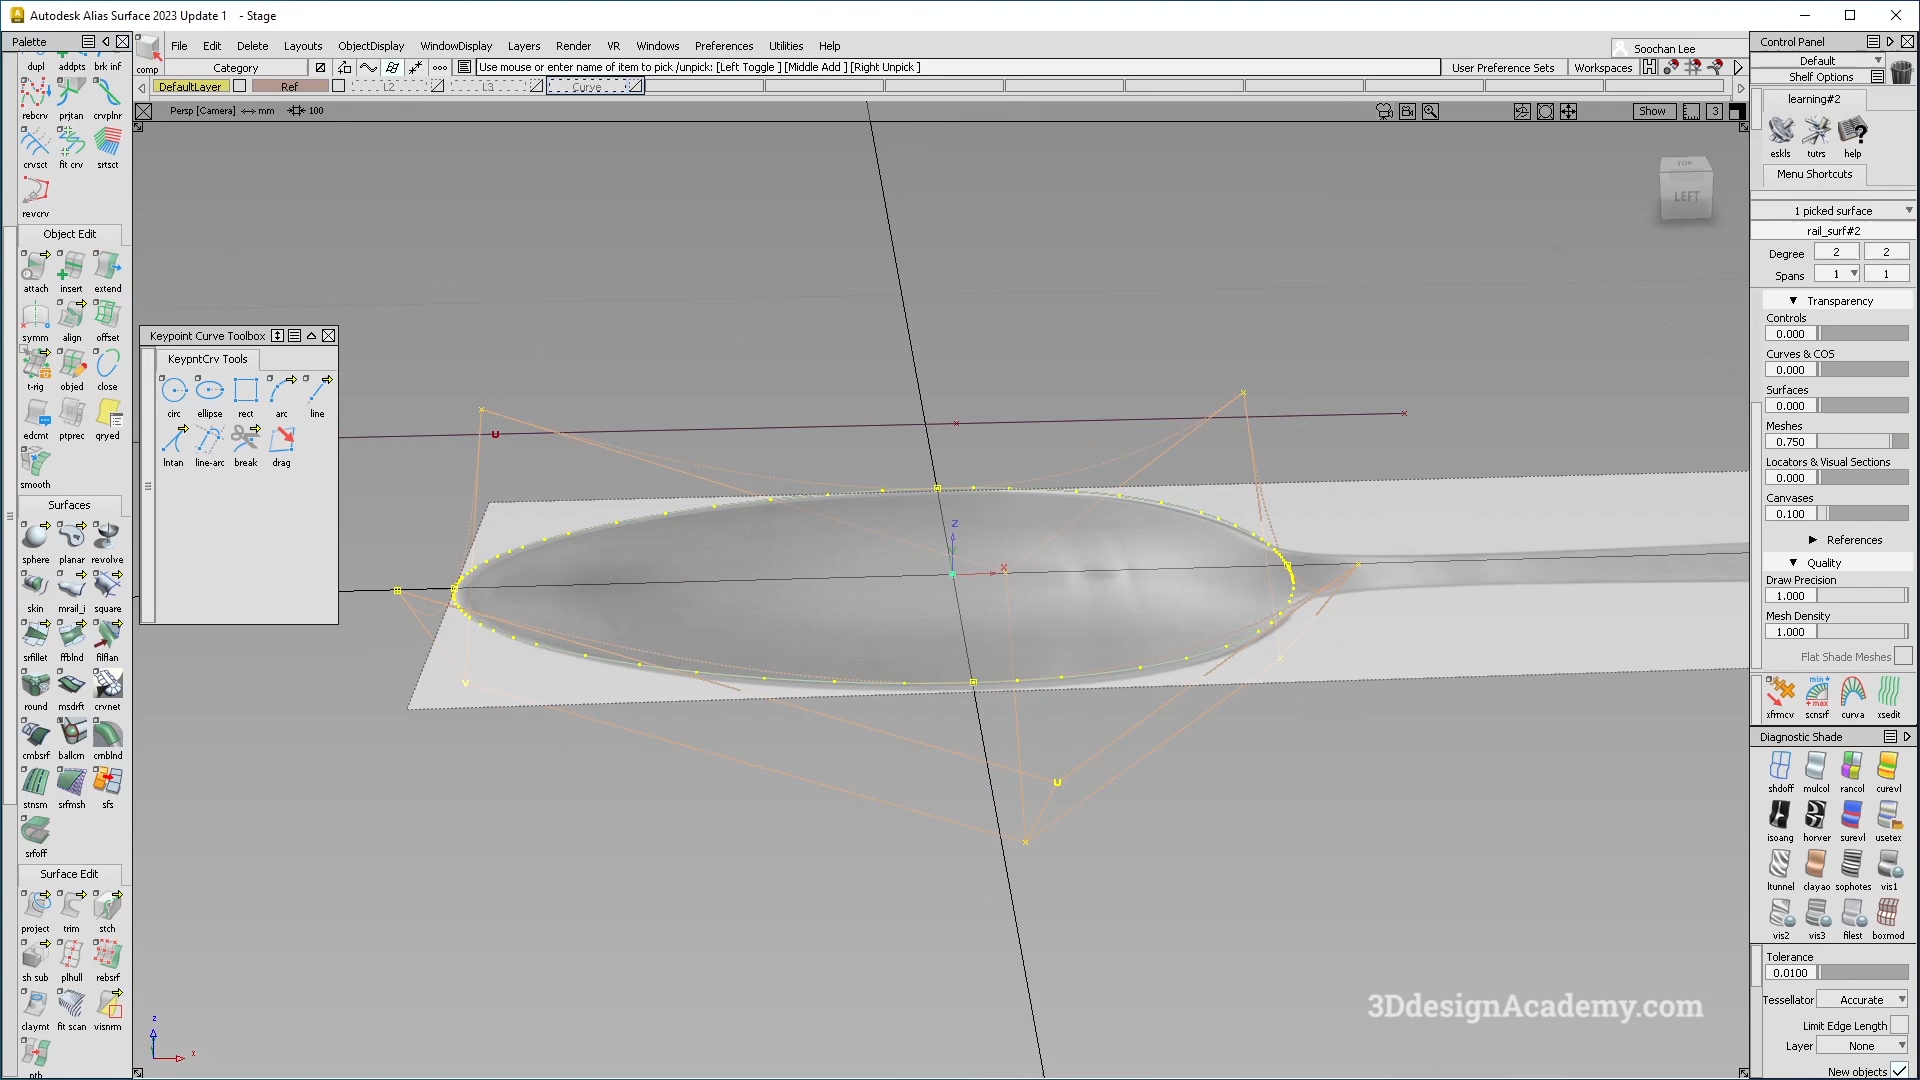 Autodesk Alias Surface 2023 Update 1 - Stage
Palette
File Edit Delete Layouts ObjectDisplay WindowDisplay Layers Render VR Windows Preferences Utilities Help
Soochan Lee
comp
Category
Use mouse or enter name of item to pick /unpick: [Left Toggle ] [Middle Add ] [Right Unpick ]
User Preference Sets
Workspaces
DefaultLayer
Ref
L2
L3
Curve
Persp [Camera] mm 100
Show
3
dupl addpts brk inf
rebcrv prjtan crvplnr
crvsct fit crv srtsct
revcrv
Object Edit
attach insert extend
symm align offset
t-rig objed close
edcmt ptprec qryed
smooth
Surfaces
sphere planar revolve
skin mrail_i square
srfillet ffblnd filflan
round msdrft crvnet
cmbsrf ballcrn crnblnd
stnsrn srfmsh sfs
srfoff
Surface Edit
project trim stch
sh sub plhull rebsrf
claymt fit scan visnrm
Keypoint Curve Toolbox
KeypntCrv Tools
circ ellipse rect arc line
lntan line-arc break drag
TOP
LEFT
U
V
U
Z
X
z
x
3DdesignAcademy.com
Control Panel
Default
Shelf Options
learning#2
eskls tutrs help
Menu Shortcuts
1 picked surface
rail_surf#2
Degree 2 2
Spans 1 1
Transparency
Controls
0.000
Curves & COS
0.000
Surfaces
0.000
Meshes
0.750
Locators & Visual Sections
0.000
Canvases
0.100
References
Quality
Draw Precision
1.000
Mesh Density
1.000
Flat Shade Meshes
min
max
xfrmcv scnsrf curva xsedit
Diagnostic Shade
shdoff mulcol rancol curevl
isoang horver surevl usetex
ltunnel clayao sophotes vis1
vis2 vis3 filest boxmod
Tolerance
0.0100
Tessellator Accurate
Limit Edge Length
Layer None
New objects